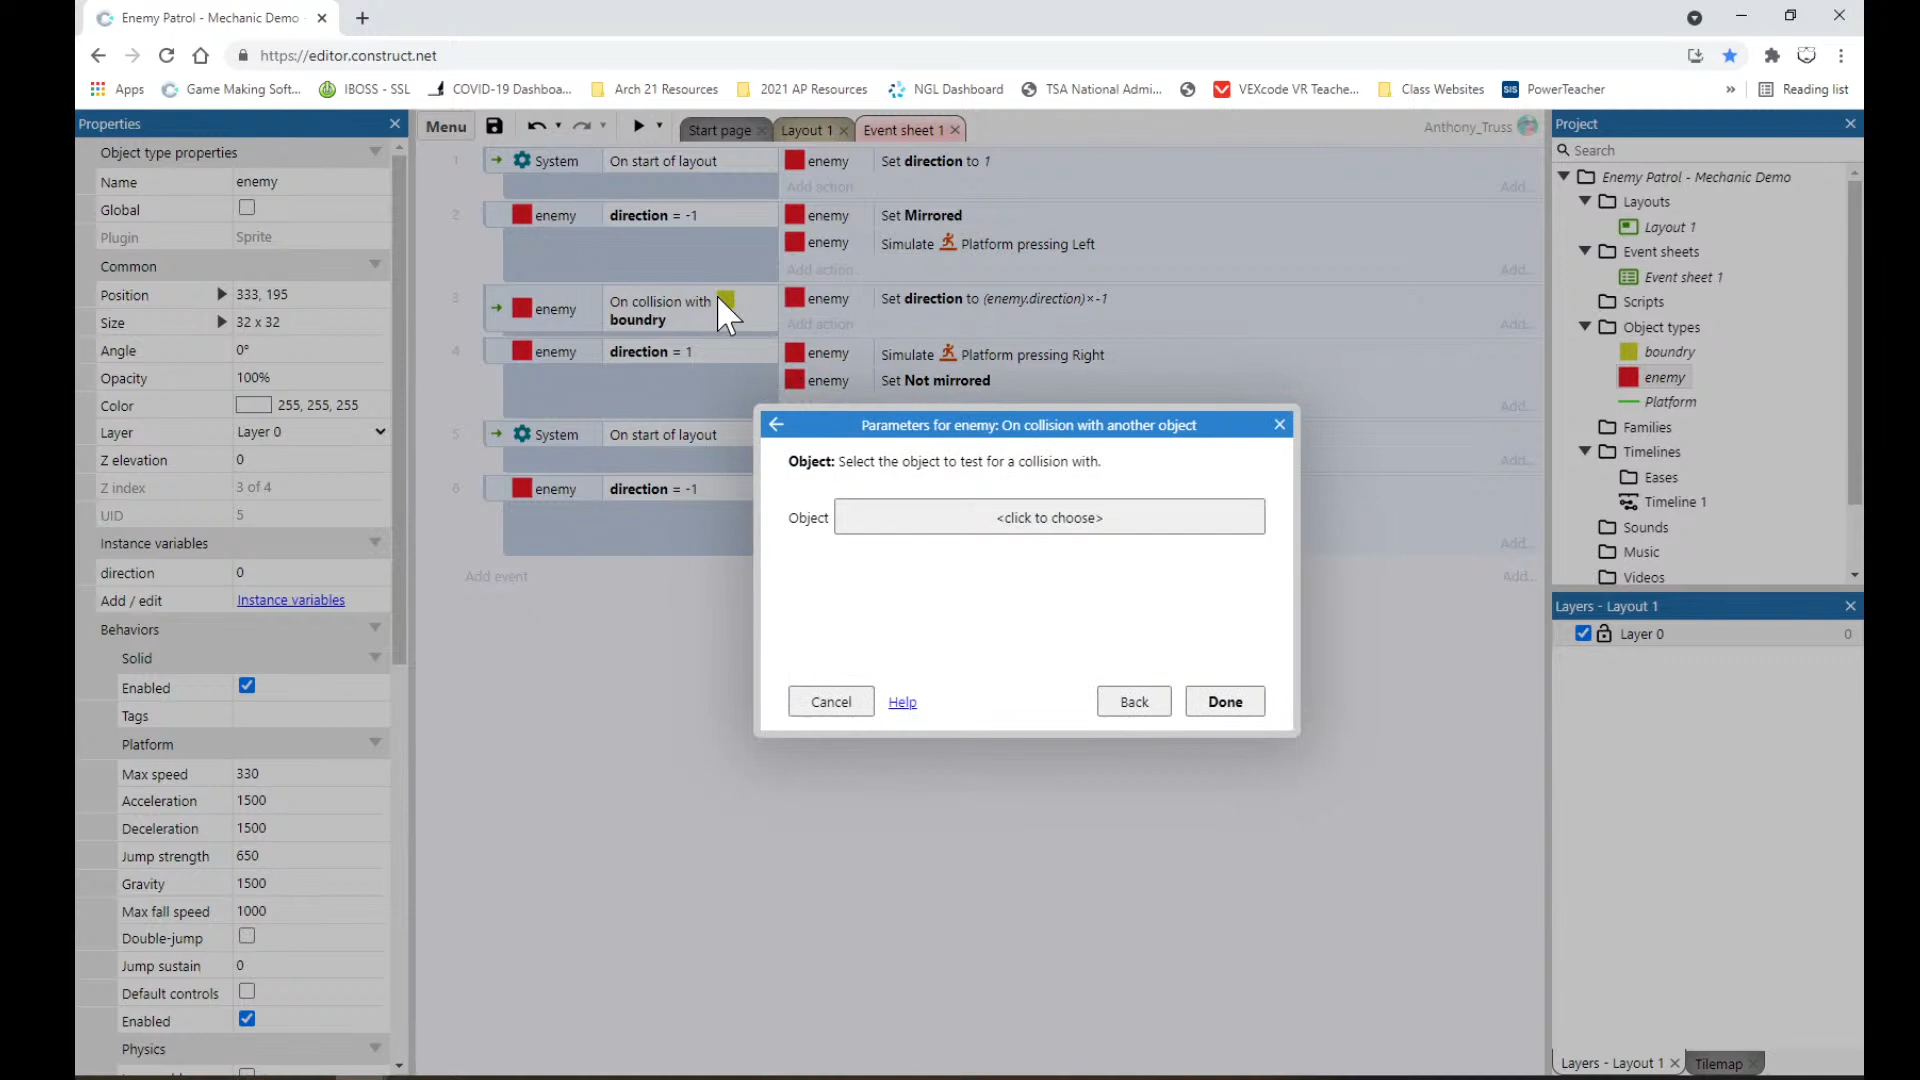 Enemy Patrol - Mechanic Demo
https://editor.construct.net
Apps
Game Making Soft...
IBOSS - SSL
COVID-19 Dashboa...
Arch 21 Resources
2021 AP Resources
NGL Dashboard
TSA National Admi...
VEXcode VR Teache...
Class Websites
SIS PowerTeacher
»
Reading list
Properties
Object type properties
Name enemy
Global
Plugin Sprite
Common
Position 333, 195
Size 32 x 32
Angle 0°
Opacity 100%
Color 255, 255, 255
Layer Layer 0
Z elevation 0
Z index 3 of 4
UID 5
Instance variables
direction 0
Add / edit Instance variables
Behaviors
Solid
Enabled
Tags
Platform
Max speed 330
Acceleration 1500
Deceleration 1500
Jump strength 650
Gravity 1500
Max fall speed 1000
Double-jump
Jump sustain 0
Default controls
Enabled
Physics
Menu
Start page
Layout 1
Event sheet 1
Anthony_Truss
1 System On start of layout enemy Set direction to 1
Add action Add...
2 enemy direction = -1 enemy Set Mirrored
enemy Simulate Platform pressing Left
Add action Add...
3 enemy On collision with boundry enemy Set direction to (enemy.direction)×-1
Add action Add...
4 enemy direction = 1 enemy Simulate Platform pressing Right
enemy Set Not mirrored
Add...
5 System On start of layout
Add...
6 enemy direction = -1
Add...
Add event Add...
Parameters for enemy: On collision with another object
Object: Select the object to test for a collision with.
Object <click to choose>
Cancel
Help
Back
Done
Project
Search
Enemy Patrol - Mechanic Demo
Layouts
Layout 1
Event sheets
Event sheet 1
Scripts
Object types
boundry
enemy
Platform
Families
Timelines
Eases
Timeline 1
Sounds
Music
Videos
Layers - Layout 1
Layer 0 0
Layers - Layout 1
Tilemap